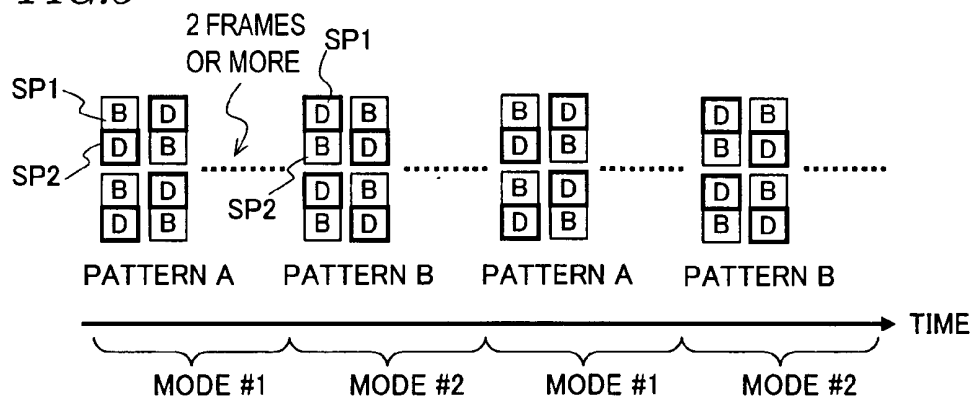 2 FRAMES
OR MORE
SP1
SP1
SP2
SP2
B D D B B D D B
D B B D D B B D
B D D B B D D B
D B B D D B B D
PATTERN A PATTERN B PATTERN A PATTERN B
TIME
MODE #1 MODE #2 MODE #1 MODE #2